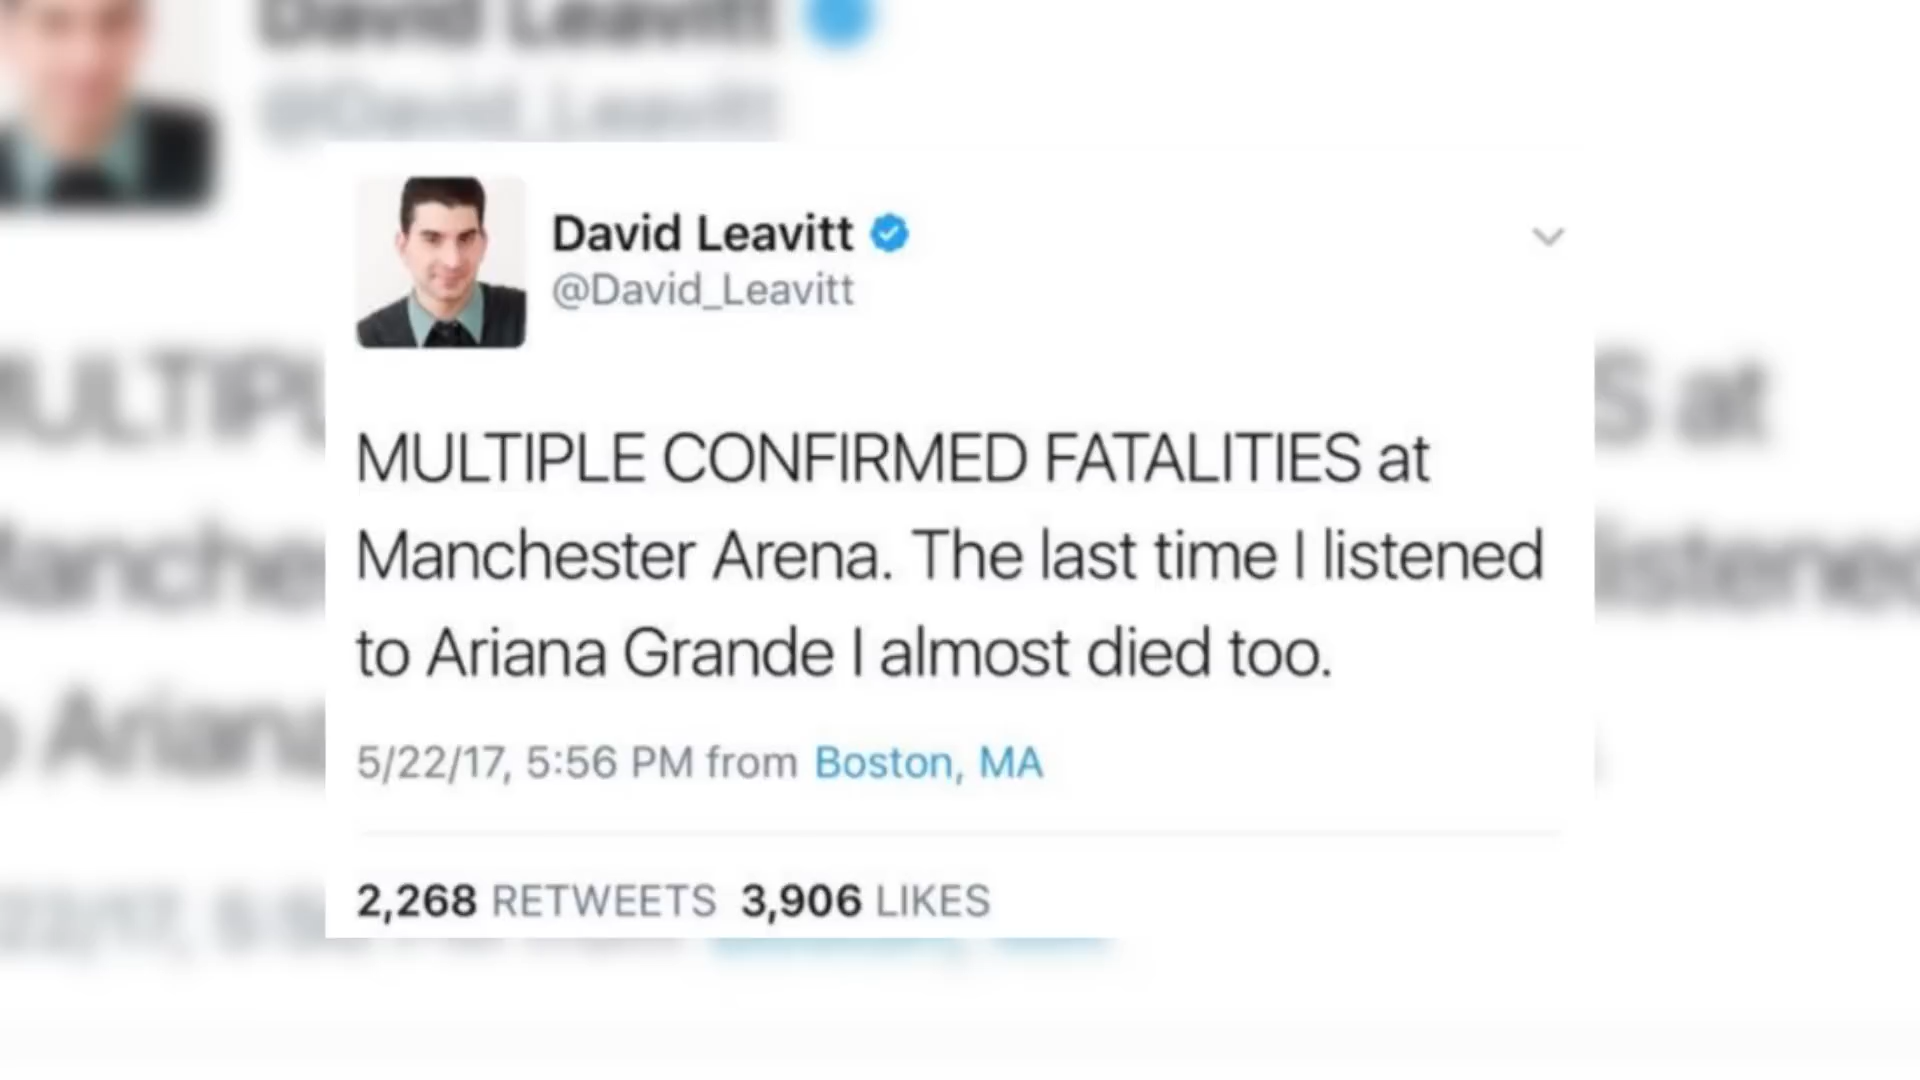 David Leavitt
@David_Leavitt
MULTIPLE CONFIRMED FATALITIES at
Manchester Arena. The last time I listened
to Ariana Grande I almost died too.
5/22/17, 5:56 PM from Boston, MA
2,268 RETWEETS 3,906 LIKES